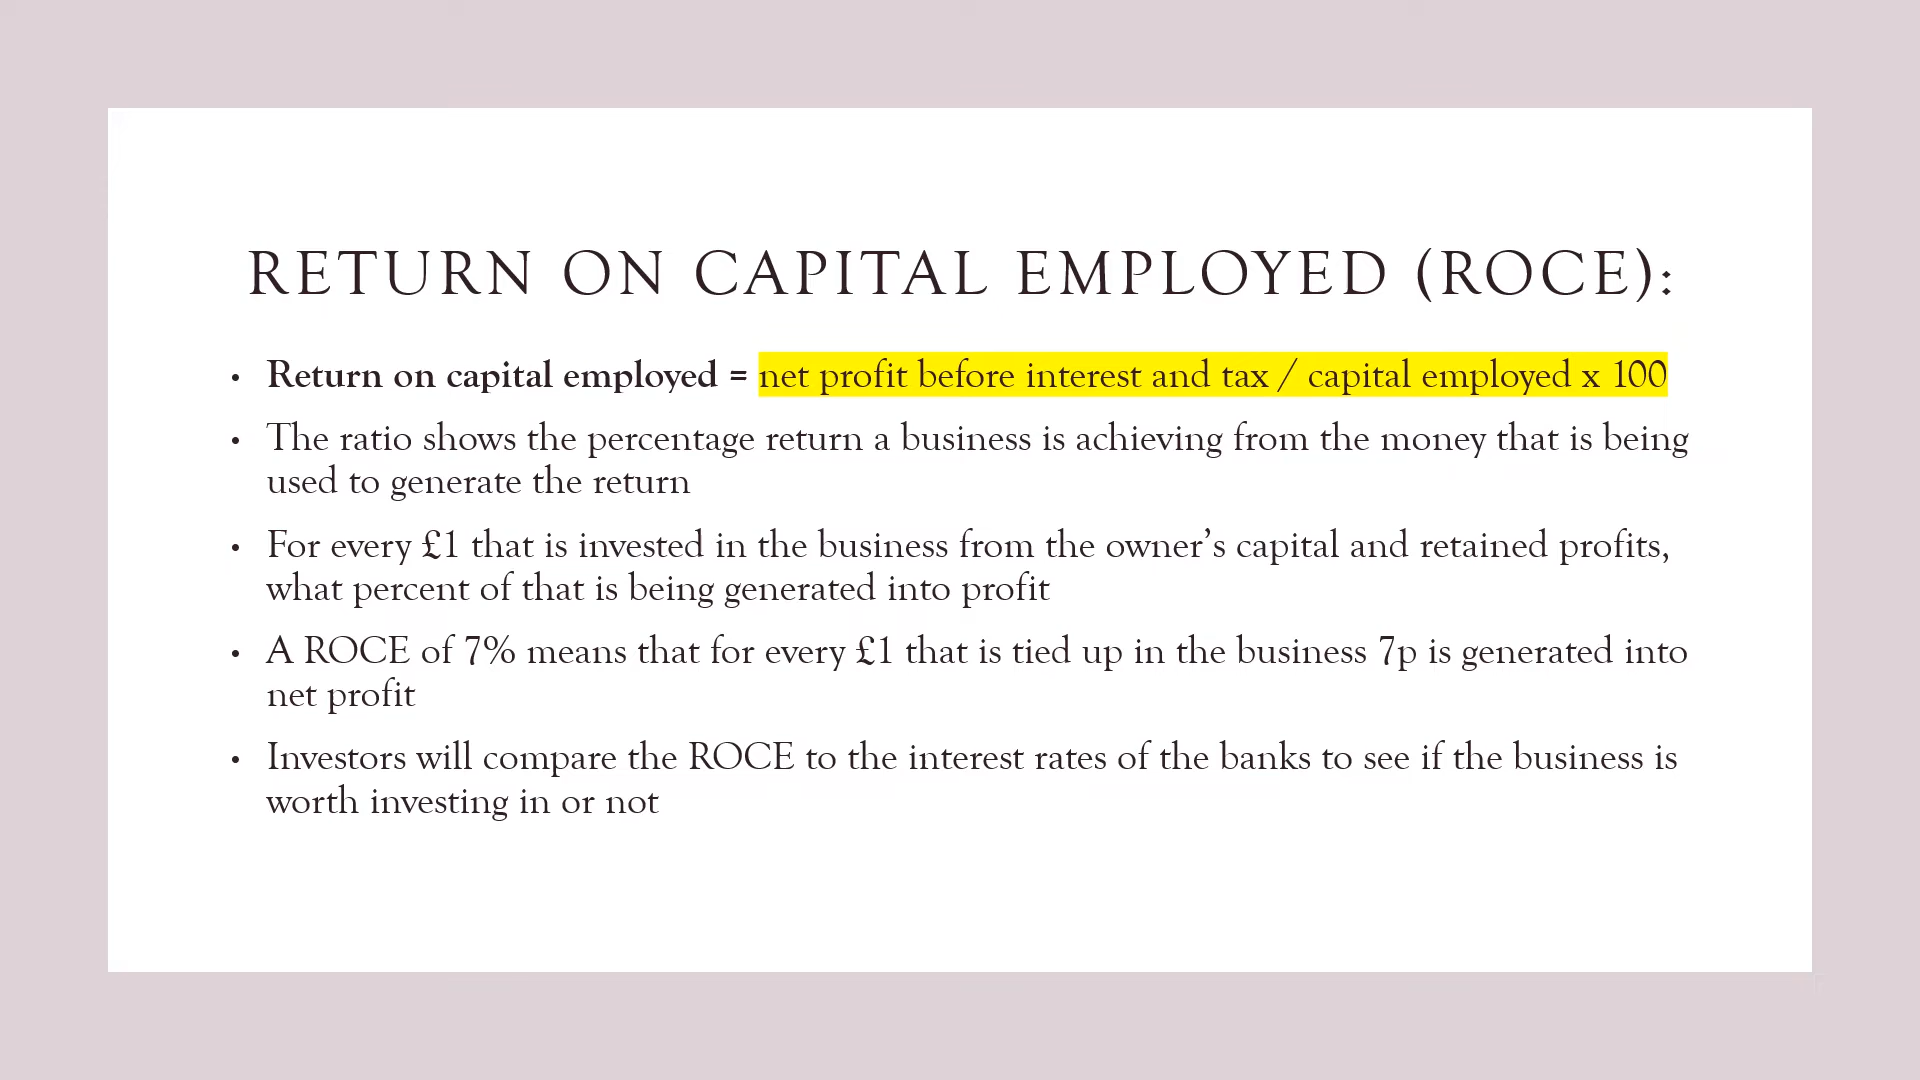 RETURN ON CAPITAL EMPLOYED (ROCE):
• Return on capital employed = net profit before interest and tax / capital employed x 100
• The ratio shows the percentage return a business is achieving from the money that is being
used to generate the return
• For every £1 that is invested in the business from the owner’s capital and retained profits,
what percent of that is being generated into profit
• A ROCE of 7% means that for every £1 that is tied up in the business 7p is generated into
net profit
• Investors will compare the ROCE to the interest rates of the banks to see if the business is
worth investing in or not